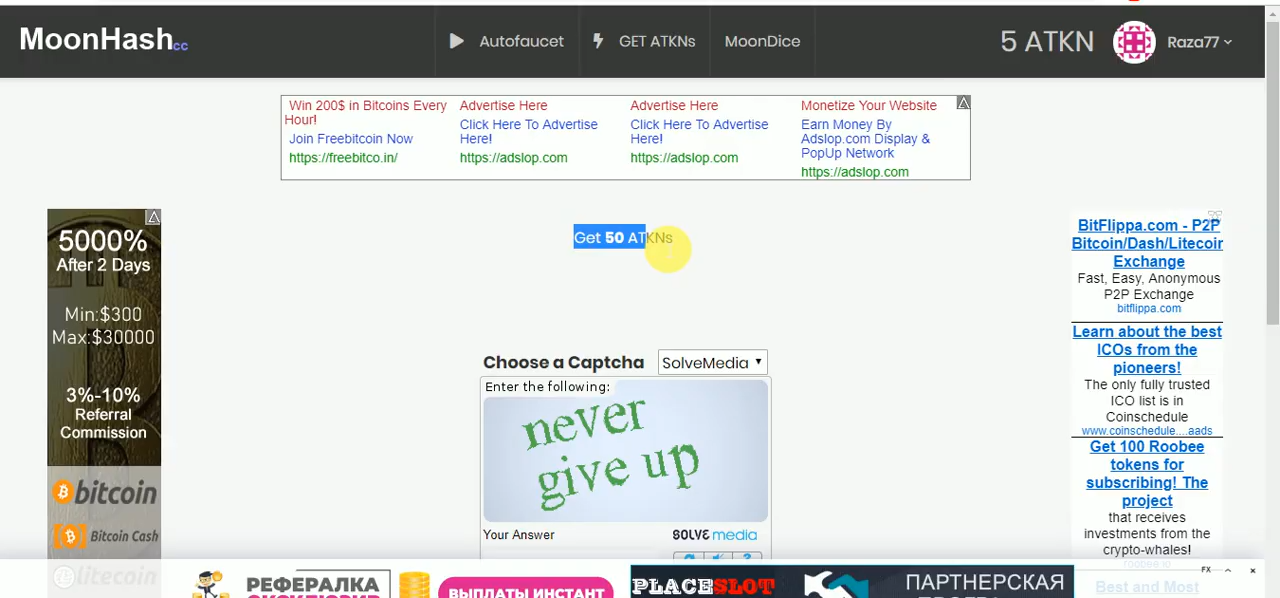 MoonHash.cc
Autofaucet
GET ATKNs
MoonDice
5 ATKN
Raza77
Win 200$ in Bitcoins Every
Hour!
Join Freebitcoin Now
https://freebitco.in/
Advertise Here
Click Here To Advertise
Here!
https://adslop.com
Advertise Here
Click Here To Advertise
Here!
https://adslop.com
Monetize Your Website
Earn Money By
Adslop.com Display &
PopUp Network
https://adslop.com
5000%
After 2 Days
Min:$300
Max:$30000
3%-10%
Referral
Commission
bitcoin
Bitcoin Cash
litecoin
Get 50 ATKNs
Choose a Captcha
SolveMedia
Enter the following:
never
give up
Your Answer
SOLVE media
BitFlippa.com - P2P
Bitcoin/Dash/Litecoin
Exchange
Fast, Easy, Anonymous
P2P Exchange
bitflippa.com
Learn about the best
ICOs from the
pioneers!
The only fully trusted
ICO list is in
Coinschedule
www.coinschedule....aads
Get 100 Roobee
tokens for
subscribing! The
project
that receives
investments from the
crypto-whales!
roobee.io
Best and Most
FX
РЕФЕРАЛКА
ВЫПЛАТЫ ИНСТАНТ
PLACESLOT
ПАРТНЕРСКАЯ